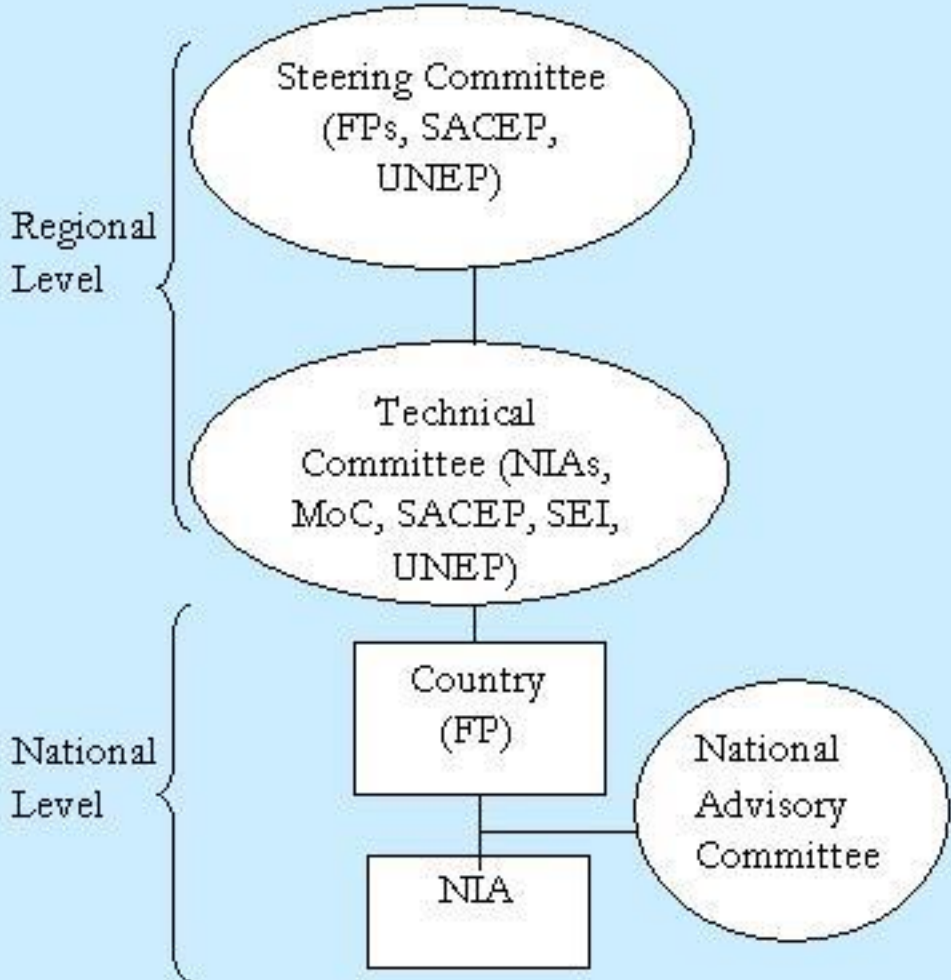 Steering Committee
(FPs, SACEP,
UNEP)
Regional
Level
Technical
Committee (NIAs,
MoC, SACEP, SEI,
UNEP)
Country
(FP)
National
Level
National
Advisory
Committee
NIA